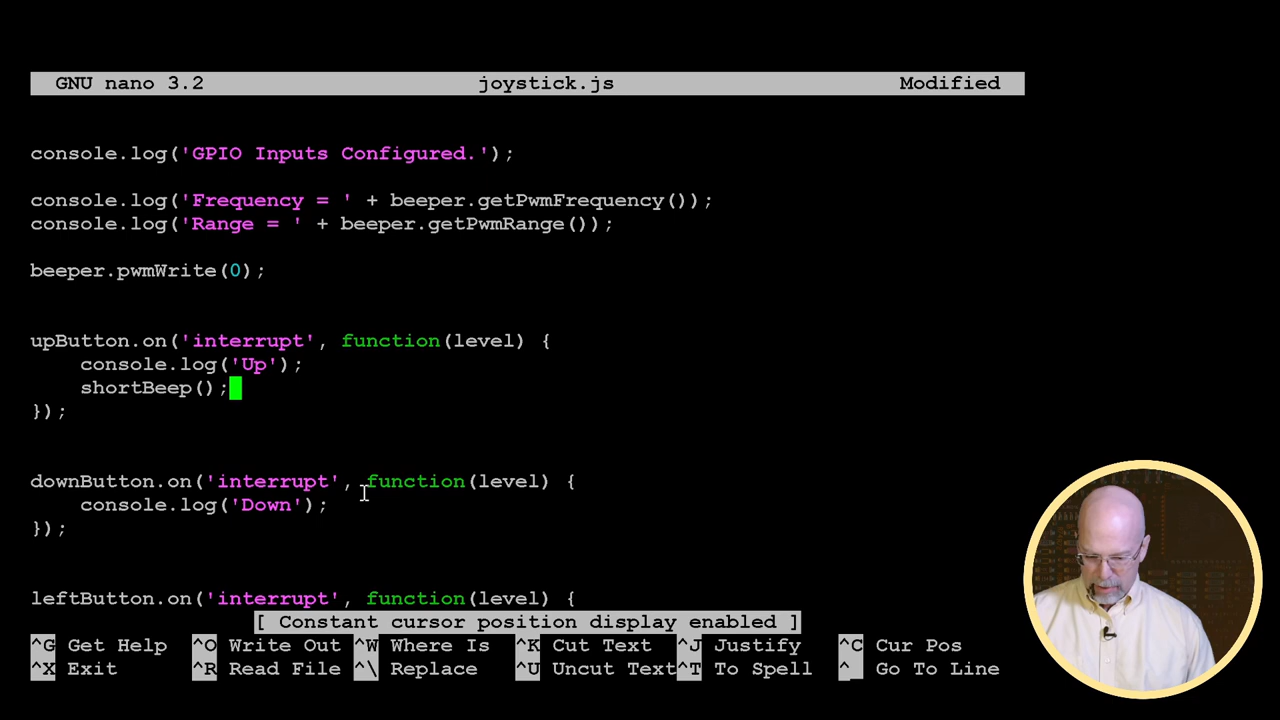 GNU nano 3.2 joystick.js Modified
console.log('GPIO Inputs Configured.');
console.log('Frequency = ' + beeper.getPwmFrequency());
console.log('Range = ' + beeper.getPwmRange());
beeper.pwmWrite(0);
upButton.on('interrupt', function(level) {
    console.log('Up');
    shortBeep();
});
downButton.on('interrupt', function(level) {
    console.log('Down');
});
leftButton.on('interrupt', function(level) {
[ Constant cursor position display enabled ]
^G Get Help ^O Write Out ^W Where Is ^K Cut Text ^J Justify ^C Cur Pos
^X Exit ^R Read File ^\ Replace ^U Uncut Text ^T To Spell ^_ Go To Line